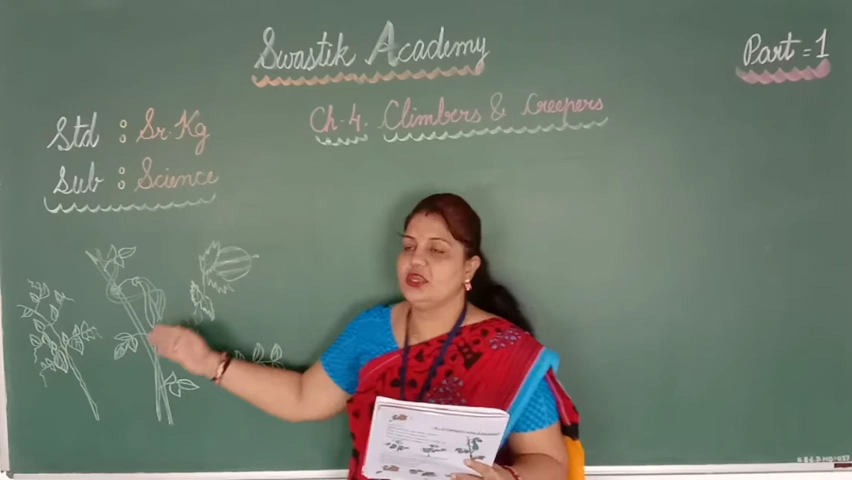 Swastik Academy
Part = 1
Std : Sr. Kg
Ch-4. Climbers & Creepers
Sub : Science